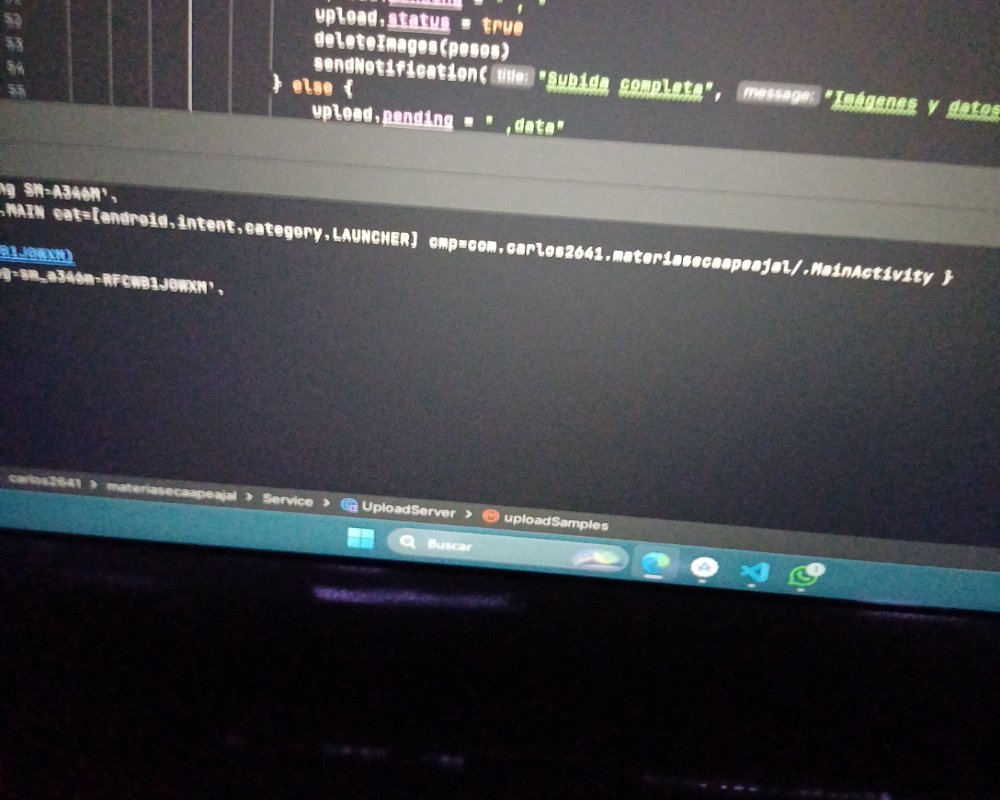 52 upload.status = true
53 deleteImages(pesos)
54 sendNotification( title: "Subida completa", message: "Imágenes y datos
55 } else {
upload.pending = " ,data"
ng SM-A346M',
.MAIN cat=[android.intent.category.LAUNCHER] cmp=com.carlos2641.materiasecaapeajal/.MainActivity }
B1J0WXM)
g-sm_a346m-RFCWB1J0WXM',
carlos2641 > materiasecaapeajal > Service > UploadServer > uploadSamples
Buscar